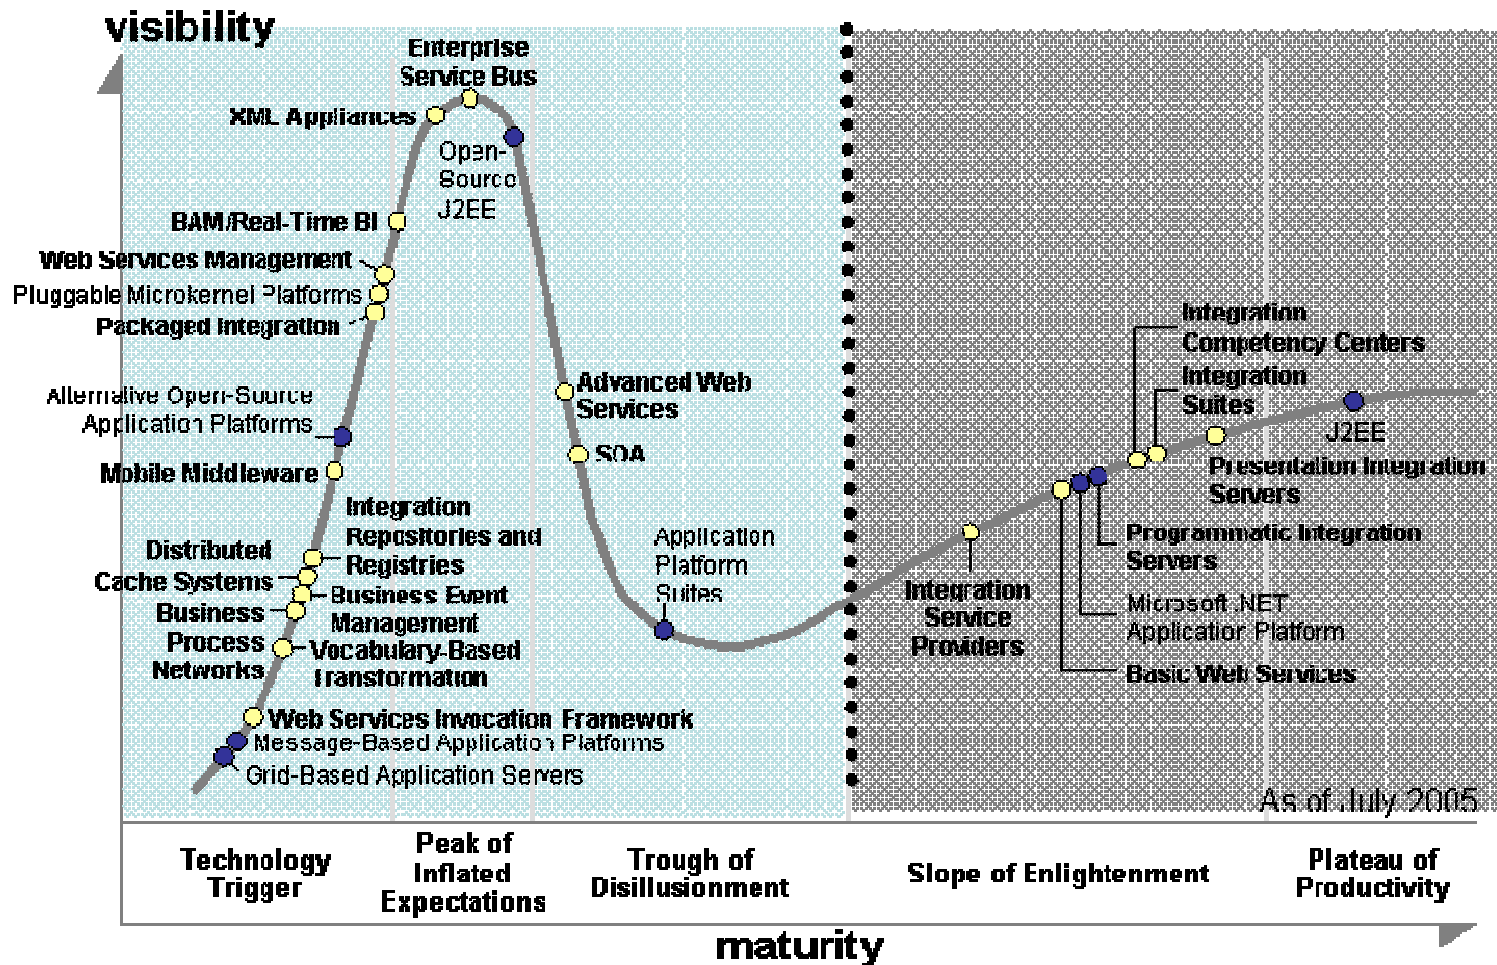 visibility
Enterprise
Service Bus
XML Appliances
Open-
Source
J2EE
BAM/Real-Time BI
Web Services Management
Pluggable Microkernel Platforms
Packaged Integration
Alternative Open-Source
Application Platforms
Mobile Middleware
Integration
Repositories and
Registries
Distributed
Cache Systems
Business Event
Management
Business
Process
Networks
Vocabulary-Based
Transformation
Web Services Invocation Framework
Message-Based Application Platforms
Grid-Based Application Servers
Advanced Web
Services
SOA
Application
Platform
Suites
Integration
Competency Centers
Integration
Suites
J2EE
Presentation Integration
Servers
Programmatic Integration
Servers
Integration
Service
Providers
Microsoft .NET
Application Platform
Basic Web Services
As of July 2005
Technology
Trigger
Peak of
Inflated
Expectations
Trough of
Disillusionment
Slope of Enlightenment
Plateau of
Productivity
maturity